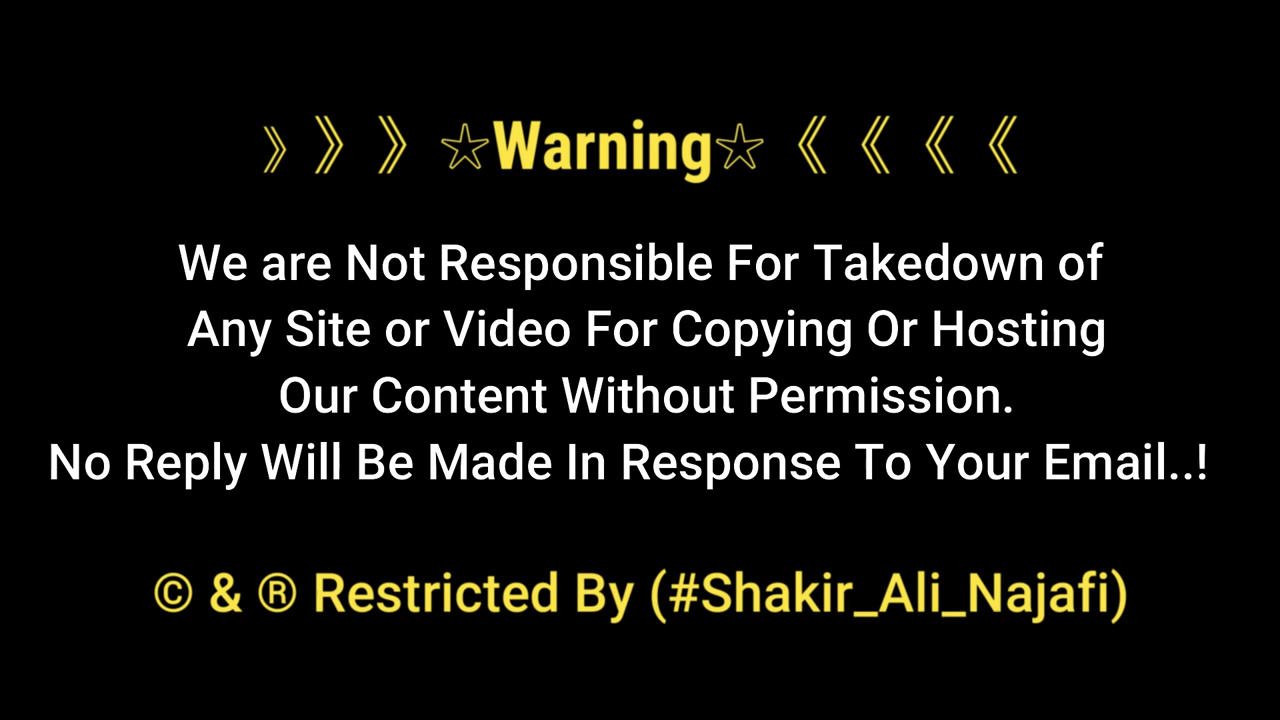 》》》☆Warning☆《《《《
We are Not Responsible For Takedown of
Any Site or Video For Copying Or Hosting
Our Content Without Permission.
No Reply Will Be Made In Response To Your Email..!
© & ® Restricted By (#Shakir_Ali_Najafi)